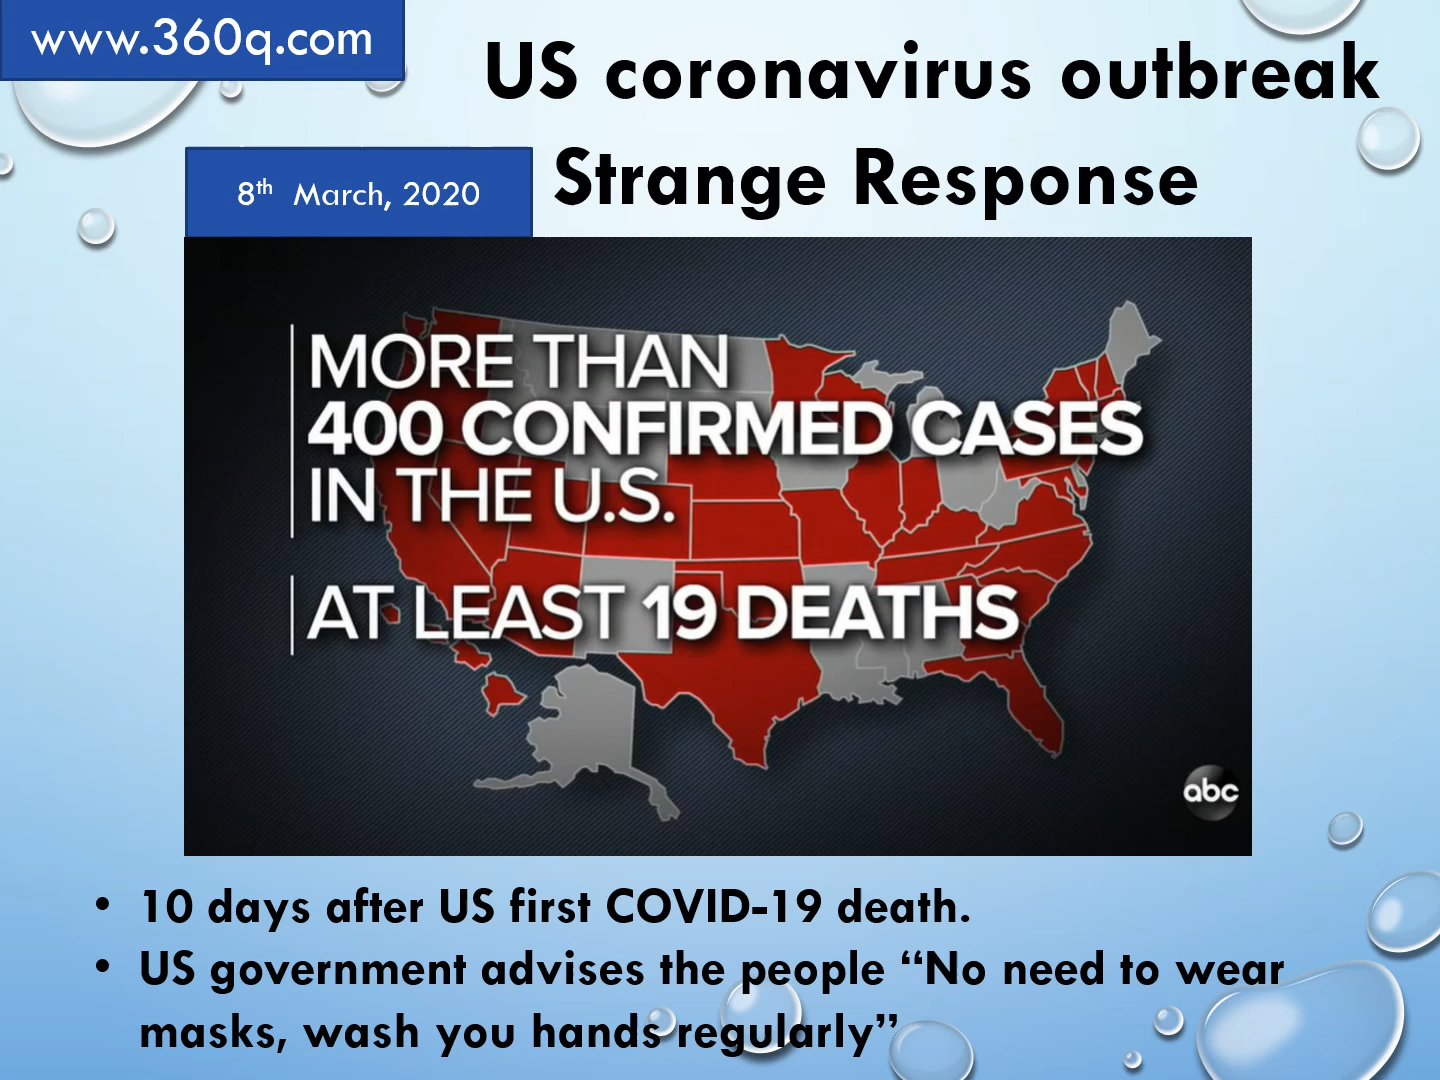 www.360q.com
US coronavirus outbreak
8th March, 2020
Strange Response
MORE THAN
400 CONFIRMED CASES
IN THE U.S.
AT LEAST 19 DEATHS
abc
• 10 days after US first COVID-19 death.
• US government advises the people “No need to wear
masks, wash you hands regularly”